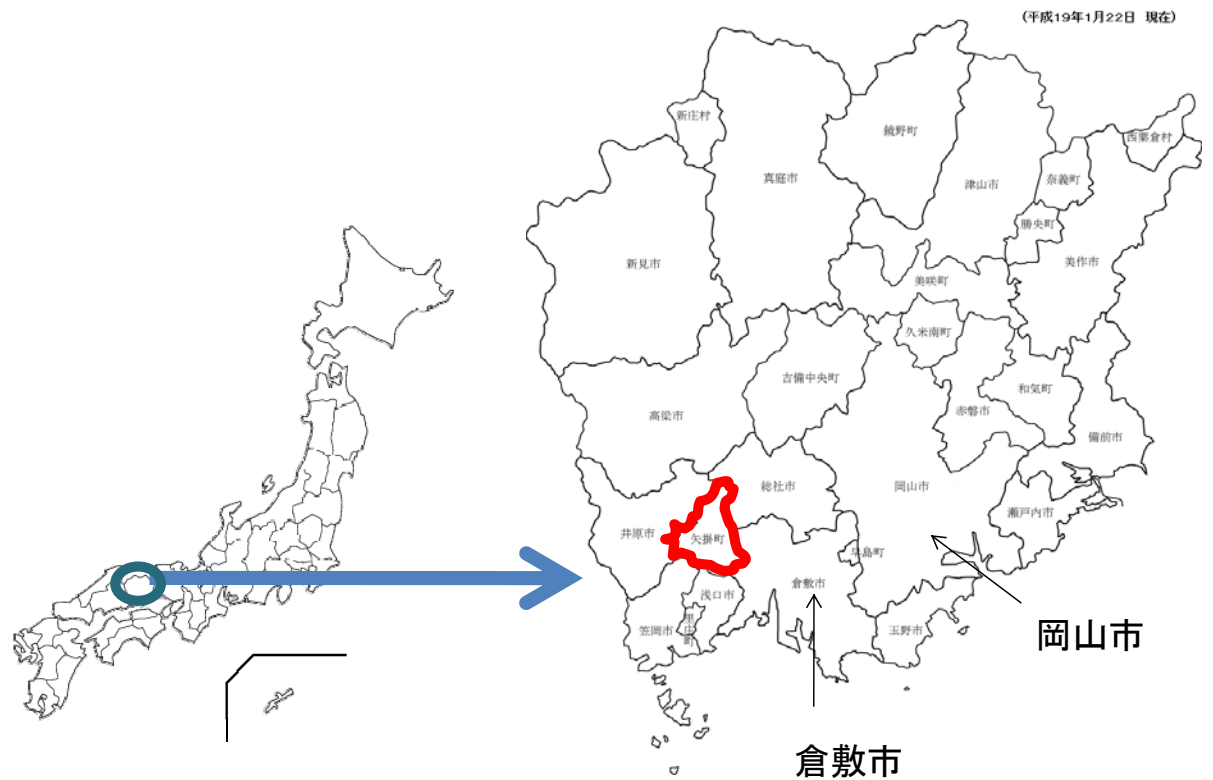 (平成19年1月22日 現在)
新庄村
鏡野町
西粟倉村
真庭市
津山市
奈義町
勝央町
新見市
美作市
美咲町
久米南町
吉備中央町
和気町
高梁市
赤磐市
備前市
総社市
岡山市
瀬戸内市
井原市
矢掛町
早島町
倉敷市
浅口市
笠岡市
里庄町
玉野市
岡山市
倉敷市